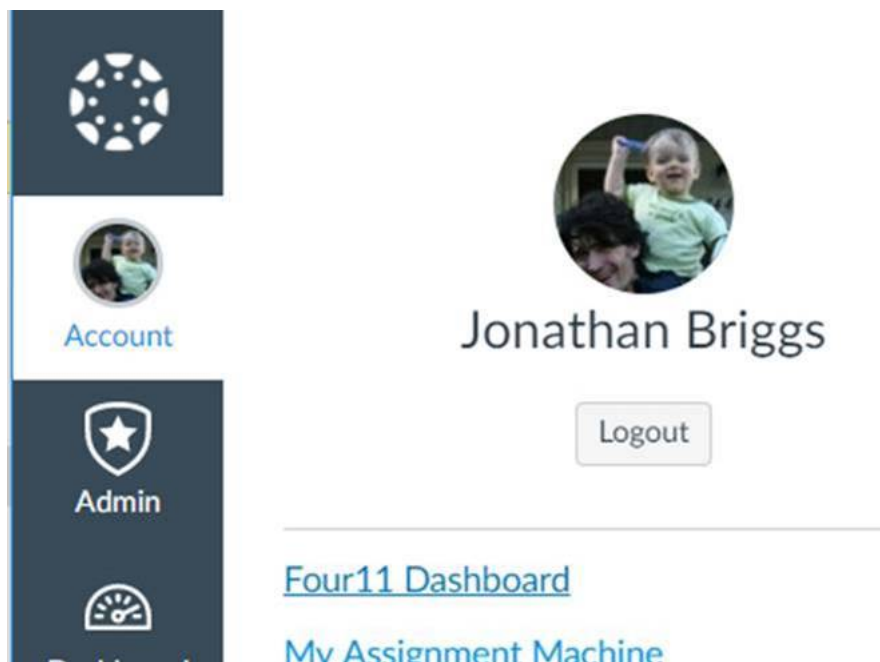 Account
Admin
Jonathan Briggs
Logout
Four11 Dashboard
My Assignment Machine